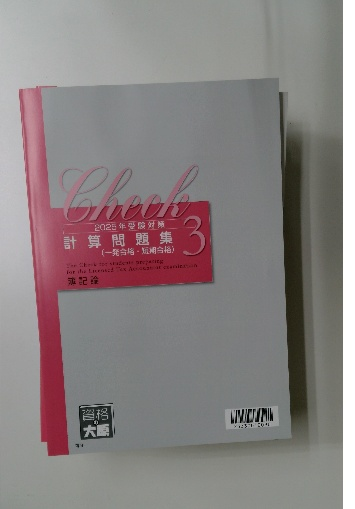 Check
2025年受験対策
計算問題集 3
(一発合格・短期合格)
The Check for students preparing
for the Licensed Tax Accountant examination
簿記論
資格
の
大原